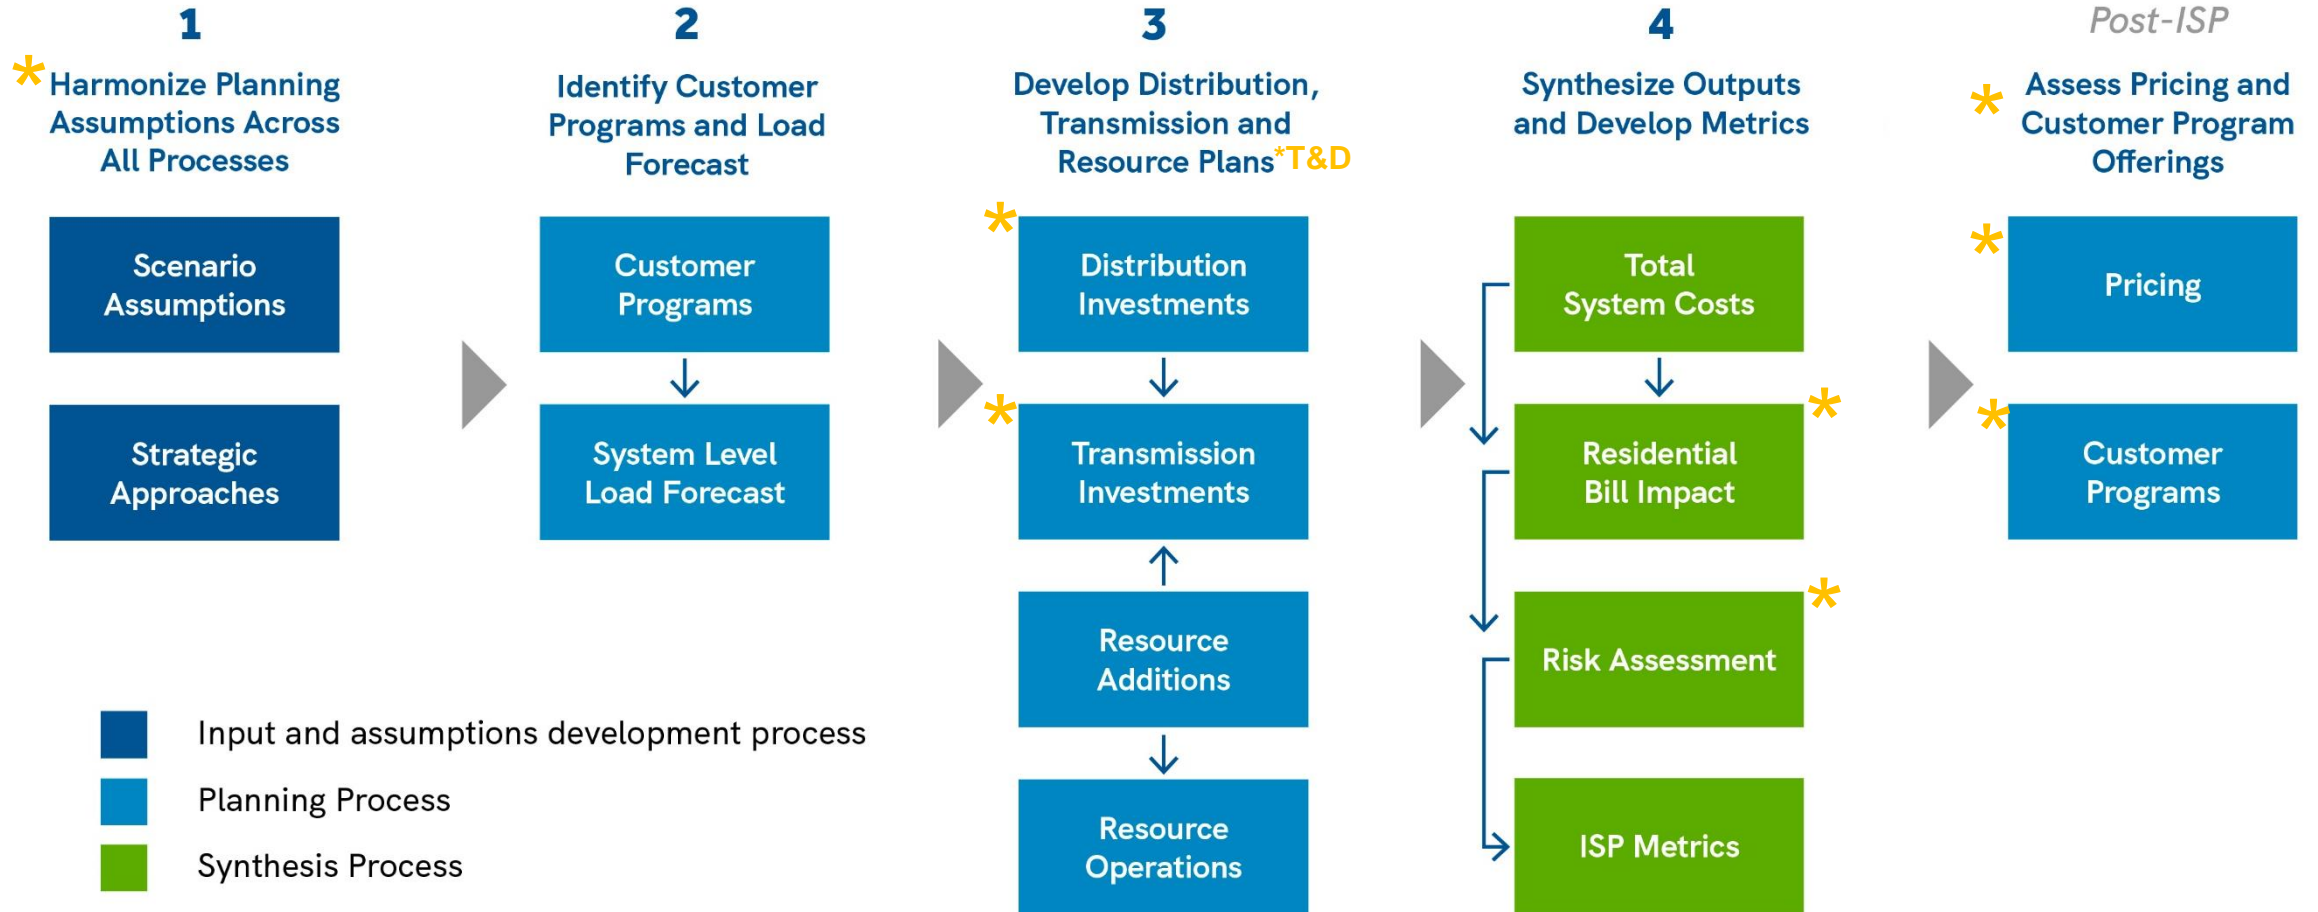 1
* Harmonize Planning
Assumptions Across
All Processes
Scenario
Assumptions
Strategic
Approaches
2
Identify Customer
Programs and Load
Forecast
Customer
Programs
System Level
Load Forecast
3
Develop Distribution,
Transmission and
Resource Plans*T&D
*
Distribution
Investments
*
Transmission
Investments
Resource
Additions
Resource
Operations
4
Synthesize Outputs
and Develop Metrics
Total
System Costs
*
Residential
Bill Impact
*
Risk Assessment
ISP Metrics
Post-ISP
* Assess Pricing and
Customer Program
Offerings
*
Pricing
*
Customer
Programs
Input and assumptions development process
Planning Process
Synthesis Process